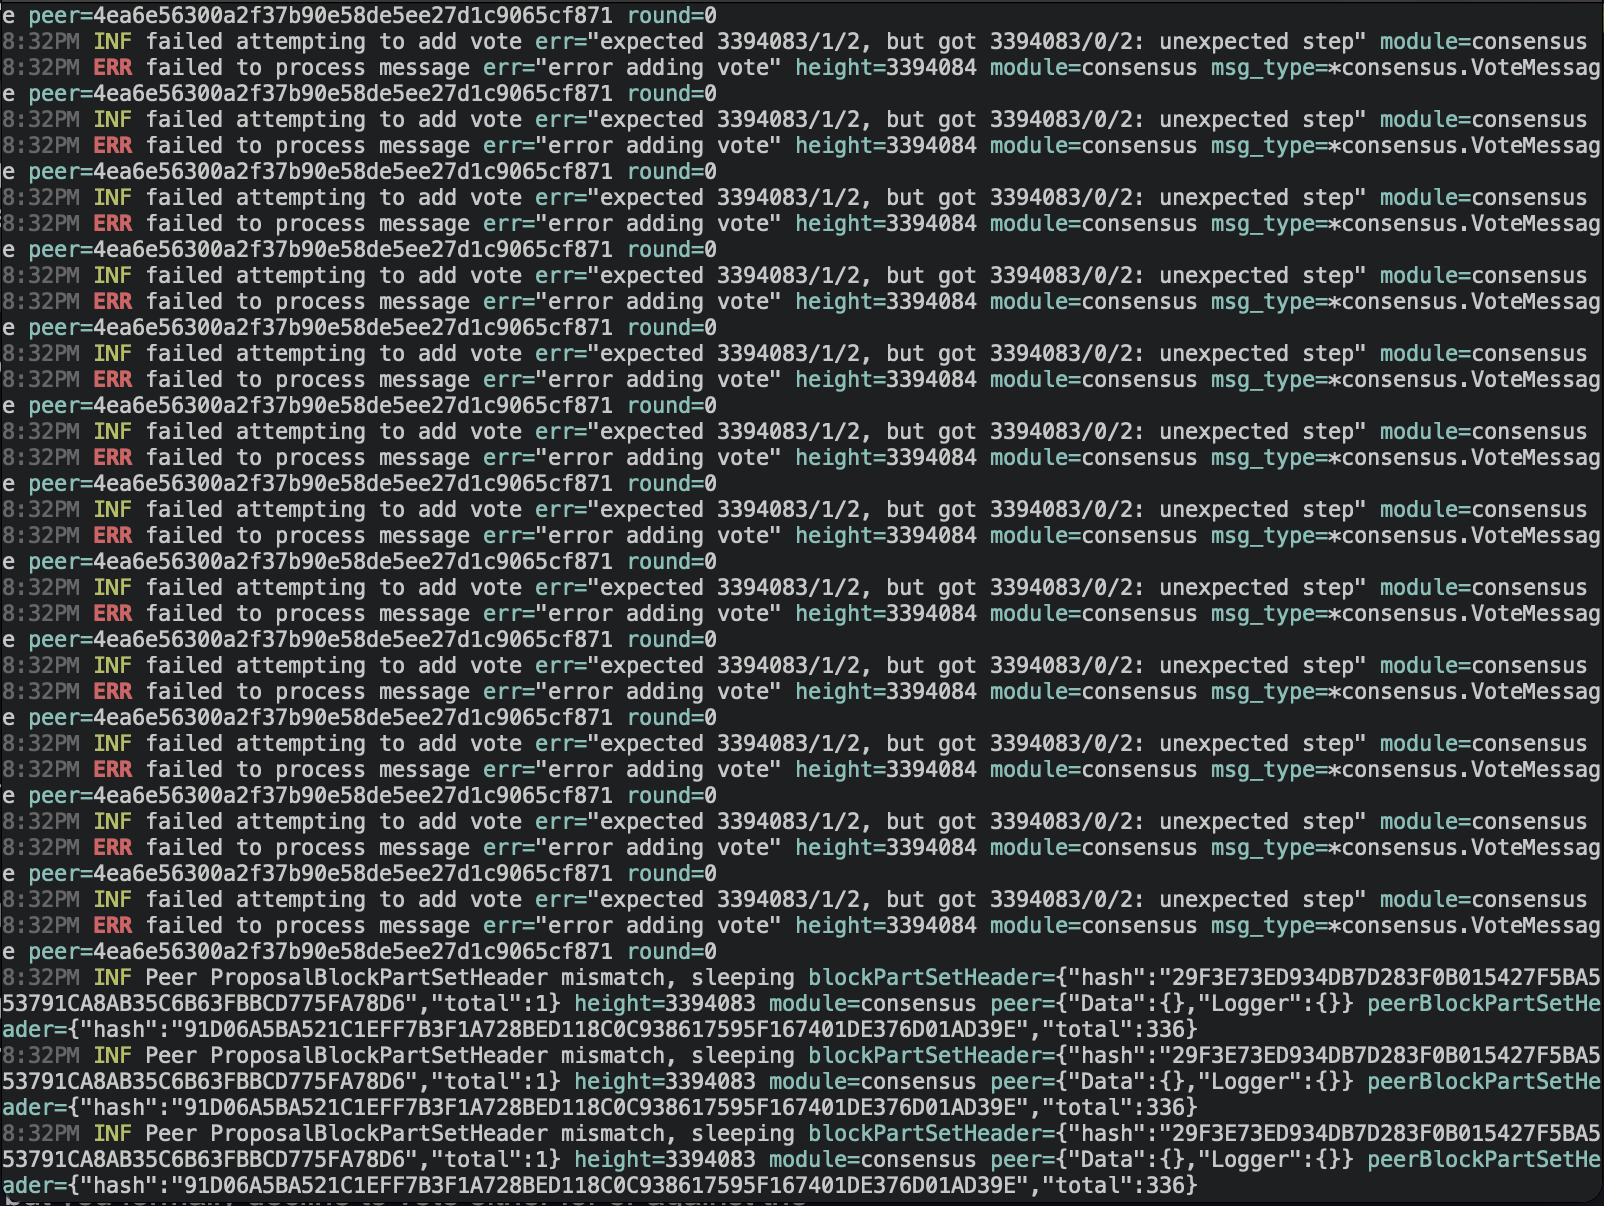 e peer=4ea6e56300a2f37b90e58de5ee27d1c9065cf871 round=0
8:32PM INF failed attempting to add vote err="expected 3394083/1/2, but got 3394083/0/2: unexpected step" module=consensus
8:32PM ERR failed to process message err="error adding vote" height=3394084 module=consensus msg_type=*consensus.VoteMessag
e peer=4ea6e56300a2f37b90e58de5ee27d1c9065cf871 round=0
8:32PM INF failed attempting to add vote err="expected 3394083/1/2, but got 3394083/0/2: unexpected step" module=consensus
8:32PM ERR failed to process message err="error adding vote" height=3394084 module=consensus msg_type=*consensus.VoteMessag
e peer=4ea6e56300a2f37b90e58de5ee27d1c9065cf871 round=0
8:32PM INF failed attempting to add vote err="expected 3394083/1/2, but got 3394083/0/2: unexpected step" module=consensus
8:32PM ERR failed to process message err="error adding vote" height=3394084 module=consensus msg_type=*consensus.VoteMessag
e peer=4ea6e56300a2f37b90e58de5ee27d1c9065cf871 round=0
8:32PM INF failed attempting to add vote err="expected 3394083/1/2, but got 3394083/0/2: unexpected step" module=consensus
8:32PM ERR failed to process message err="error adding vote" height=3394084 module=consensus msg_type=*consensus.VoteMessag
e peer=4ea6e56300a2f37b90e58de5ee27d1c9065cf871 round=0
8:32PM INF failed attempting to add vote err="expected 3394083/1/2, but got 3394083/0/2: unexpected step" module=consensus
8:32PM ERR failed to process message err="error adding vote" height=3394084 module=consensus msg_type=*consensus.VoteMessag
e peer=4ea6e56300a2f37b90e58de5ee27d1c9065cf871 round=0
8:32PM INF failed attempting to add vote err="expected 3394083/1/2, but got 3394083/0/2: unexpected step" module=consensus
8:32PM ERR failed to process message err="error adding vote" height=3394084 module=consensus msg_type=*consensus.VoteMessag
e peer=4ea6e56300a2f37b90e58de5ee27d1c9065cf871 round=0
8:32PM INF failed attempting to add vote err="expected 3394083/1/2, but got 3394083/0/2: unexpected step" module=consensus
8:32PM ERR failed to process message err="error adding vote" height=3394084 module=consensus msg_type=*consensus.VoteMessag
e peer=4ea6e56300a2f37b90e58de5ee27d1c9065cf871 round=0
8:32PM INF failed attempting to add vote err="expected 3394083/1/2, but got 3394083/0/2: unexpected step" module=consensus
8:32PM ERR failed to process message err="error adding vote" height=3394084 module=consensus msg_type=*consensus.VoteMessag
e peer=4ea6e56300a2f37b90e58de5ee27d1c9065cf871 round=0
8:32PM INF failed attempting to add vote err="expected 3394083/1/2, but got 3394083/0/2: unexpected step" module=consensus
8:32PM ERR failed to process message err="error adding vote" height=3394084 module=consensus msg_type=*consensus.VoteMessag
e peer=4ea6e56300a2f37b90e58de5ee27d1c9065cf871 round=0
8:32PM INF failed attempting to add vote err="expected 3394083/1/2, but got 3394083/0/2: unexpected step" module=consensus
8:32PM ERR failed to process message err="error adding vote" height=3394084 module=consensus msg_type=*consensus.VoteMessag
e peer=4ea6e56300a2f37b90e58de5ee27d1c9065cf871 round=0
8:32PM INF failed attempting to add vote err="expected 3394083/1/2, but got 3394083/0/2: unexpected step" module=consensus
8:32PM ERR failed to process message err="error adding vote" height=3394084 module=consensus msg_type=*consensus.VoteMessag
e peer=4ea6e56300a2f37b90e58de5ee27d1c9065cf871 round=0
8:32PM INF failed attempting to add vote err="expected 3394083/1/2, but got 3394083/0/2: unexpected step" module=consensus
8:32PM ERR failed to process message err="error adding vote" height=3394084 module=consensus msg_type=*consensus.VoteMessag
e peer=4ea6e56300a2f37b90e58de5ee27d1c9065cf871 round=0
8:32PM INF Peer ProposalBlockPartSetHeader mismatch, sleeping blockPartSetHeader={"hash":"29F3E73ED934DB7D283F0B015427F5BA5
53791CA8AB35C6B63FBBCD775FA78D6","total":1} height=3394083 module=consensus peer={"Data":{},"Logger":{}} peerBlockPartSetHe
ader={"hash":"91D06A5BA521C1EFF7B3F1A728BED118C0C938617595F167401DE376D01AD39E","total":336}
8:32PM INF Peer ProposalBlockPartSetHeader mismatch, sleeping blockPartSetHeader={"hash":"29F3E73ED934DB7D283F0B015427F5BA5
53791CA8AB35C6B63FBBCD775FA78D6","total":1} height=3394083 module=consensus peer={"Data":{},"Logger":{}} peerBlockPartSetHe
ader={"hash":"91D06A5BA521C1EFF7B3F1A728BED118C0C938617595F167401DE376D01AD39E","total":336}
8:32PM INF Peer ProposalBlockPartSetHeader mismatch, sleeping blockPartSetHeader={"hash":"29F3E73ED934DB7D283F0B015427F5BA5
53791CA8AB35C6B63FBBCD775FA78D6","total":1} height=3394083 module=consensus peer={"Data":{},"Logger":{}} peerBlockPartSetHe
ader={"hash":"91D06A5BA521C1EFF7B3F1A728BED118C0C938617595F167401DE376D01AD39E","total":336}